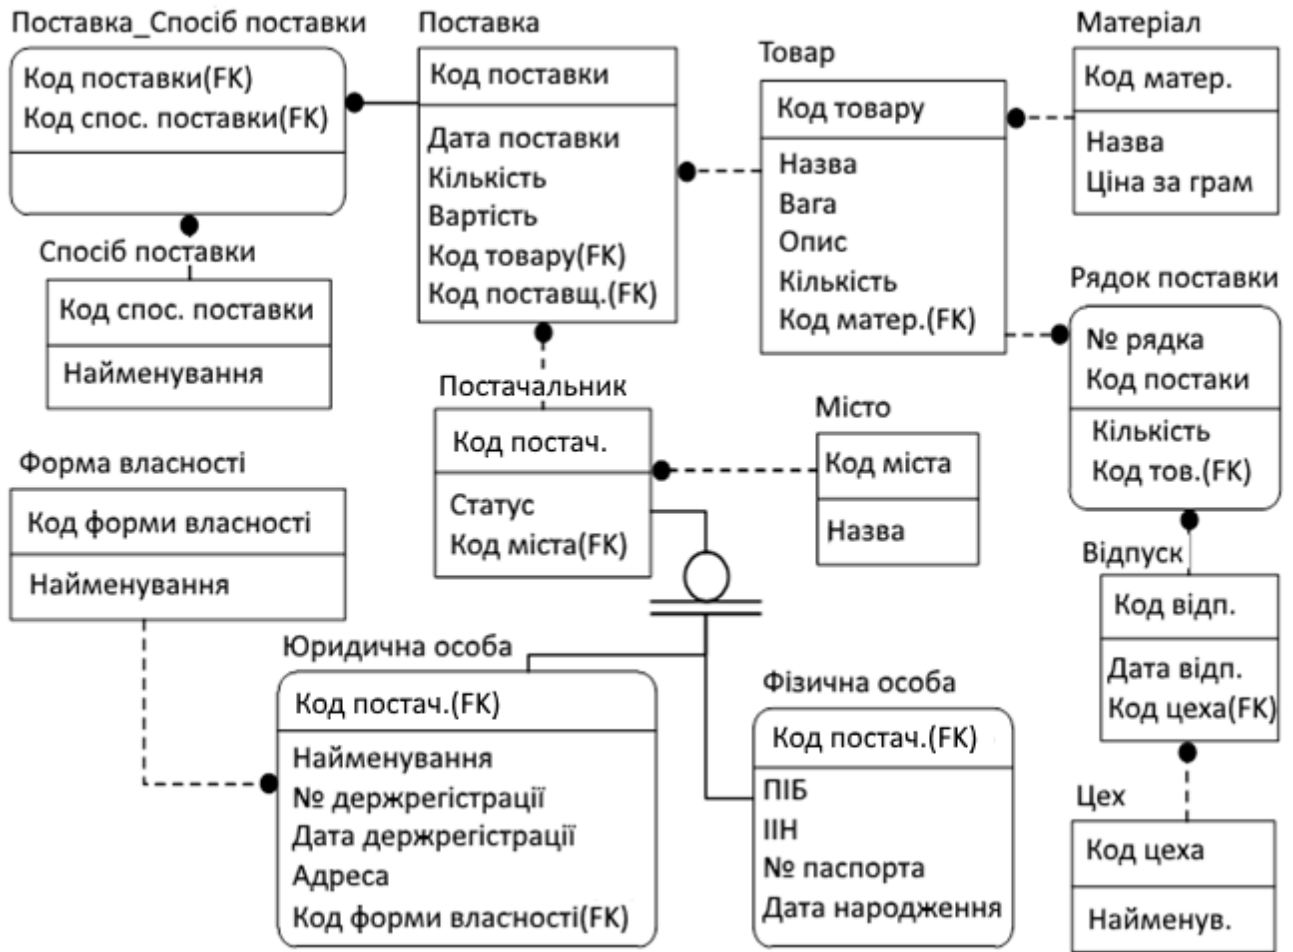 Поставка_Спосіб поставки
Код поставки(FK)
Код спос. поставки(FK)
Поставка
Код поставки
Дата поставки
Кількість
Вартість
Код товару(FK)
Код поставщ.(FK)
Товар
Код товару
Назва
Вага
Опис
Кількість
Код матер.(FK)
Матеріал
Код матер.
Назва
Ціна за грам
Спосіб поставки
Код спос. поставки
Найменування
Рядок поставки
№ рядка
Код постаки
Кількість
Код тов.(FK)
Постачальник
Код постач.
Статус
Код міста(FK)
Місто
Код міста
Назва
Форма власності
Код форми власності
Найменування
Відпуск
Код відп.
Дата відп.
Код цеха(FK)
Юридична особа
Код постач.(FK)
Найменування
№ держрегістрації
Дата держрегістрації
Адреса
Код форми власності(FK)
Фізична особа
Код постач.(FK)
ПІБ
ІІН
№ паспорта
Дата народження
Цех
Код цеха
Найменув.